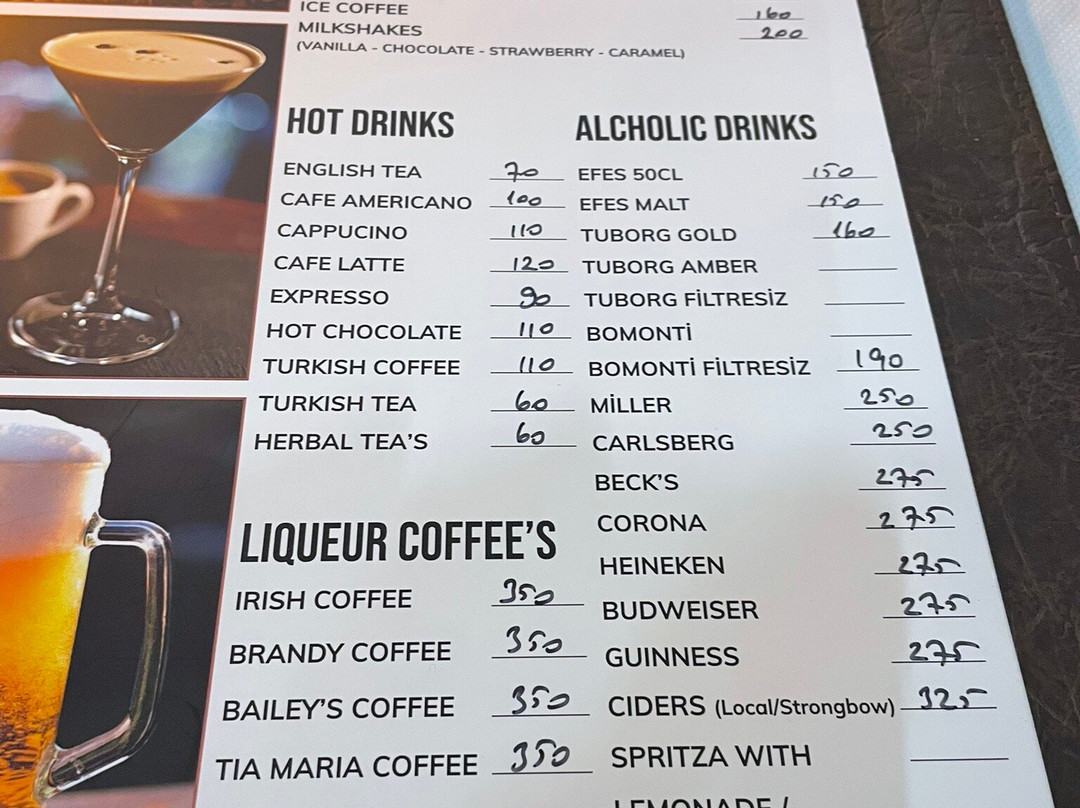 ICE COFFEE 160
MILKSHAKES 200
(VANILLA - CHOCOLATE - STRAWBERRY - CARAMEL)
HOT DRINKS
ENGLISH TEA 70
CAFE AMERICANO 100
CAPPUCINO 110
CAFE LATTE 120
EXPRESSO 90
HOT CHOCOLATE 110
TURKISH COFFEE 110
TURKISH TEA 60
HERBAL TEA'S 60
LIQUEUR COFFEE'S
IRISH COFFEE 350
BRANDY COFFEE 350
BAILEY'S COFFEE 350
TIA MARIA COFFEE 350
ALCHOLIC DRINKS
EFES 50CL 150
EFES MALT 150
TUBORG GOLD 160
TUBORG AMBER
TUBORG FİLTRESİZ
BOMONTİ
BOMONTİ FİLTRESİZ 190
MİLLER 250
CARLSBERG 250
BECK'S 275
CORONA 275
HEINEKEN 275
BUDWEISER 275
GUINNESS 275
CIDERS (Local/Strongbow) 325
SPRITZA WITH
LEMONADE /